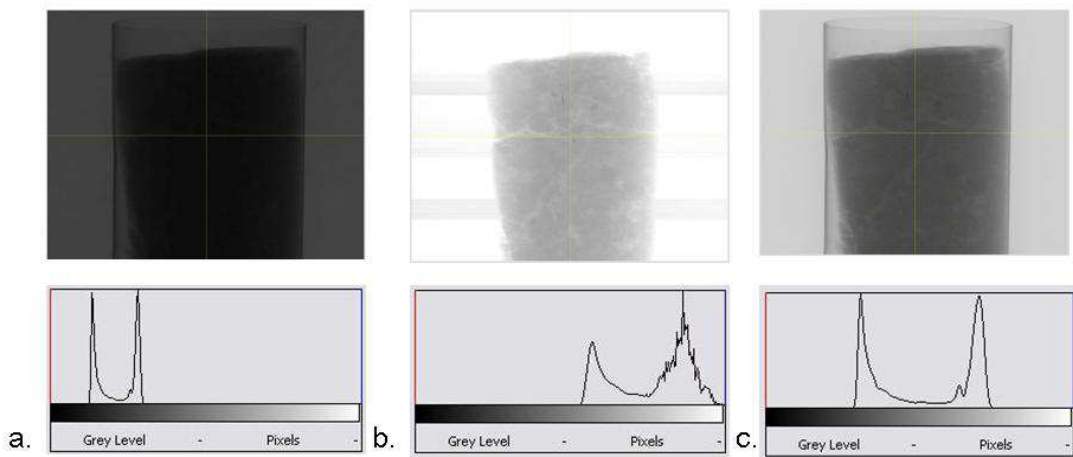 a. Grey Level - Pixels -
b. Grey Level - Pixels -
c. Grey Level - Pixels -